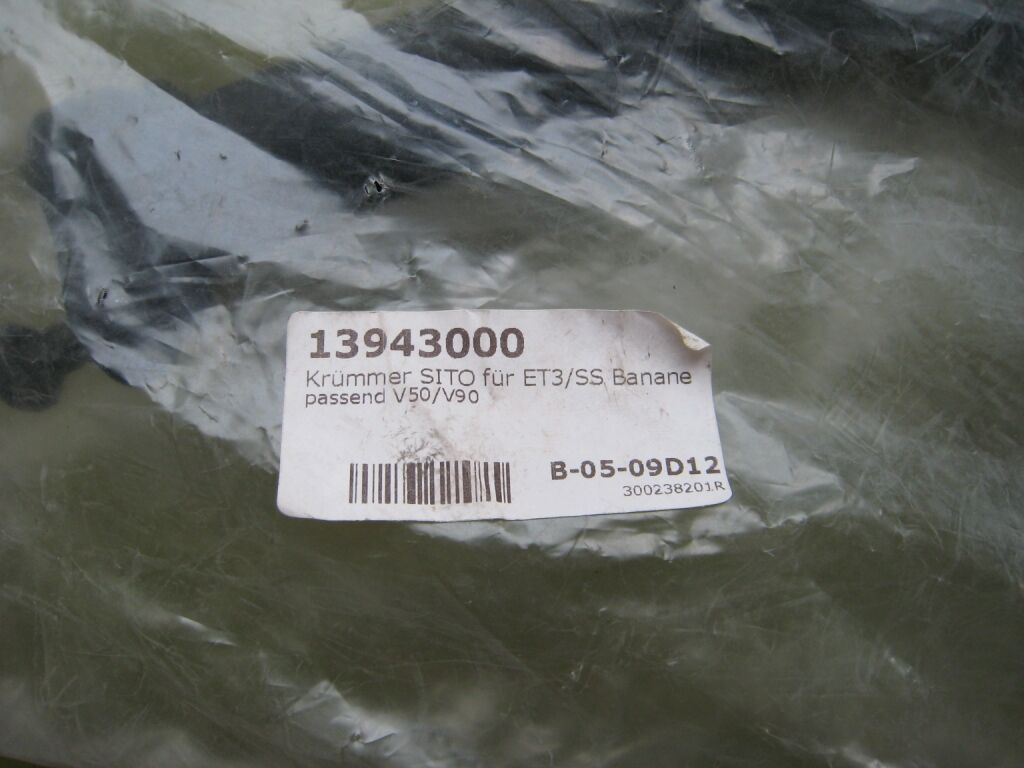 13943000
Krümmer SITO für ET3/SS Banane
passend V50/V90
B-05-09D12
300238201R